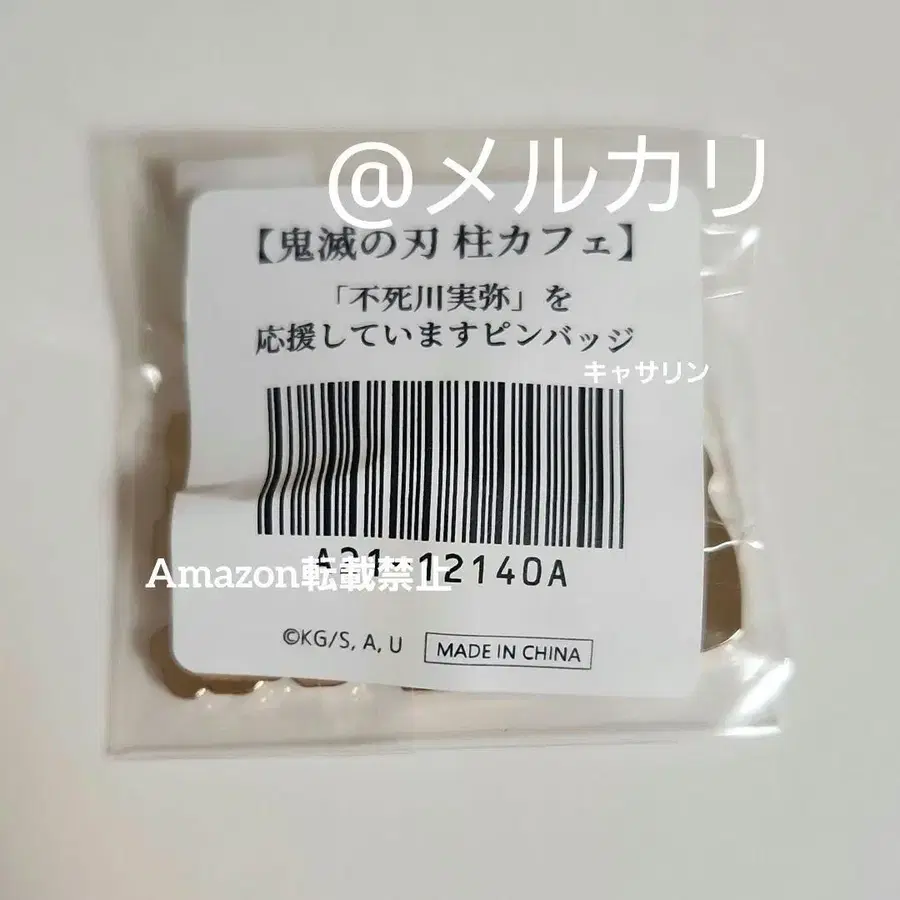 @メルカリ
【鬼滅の刃 柱カフェ】
「不死川実弥」を
応援していますピンバッジ
キャサリン
A21-12140A
Amazon転載禁止
©KG/S, A, U
MADE IN CHINA